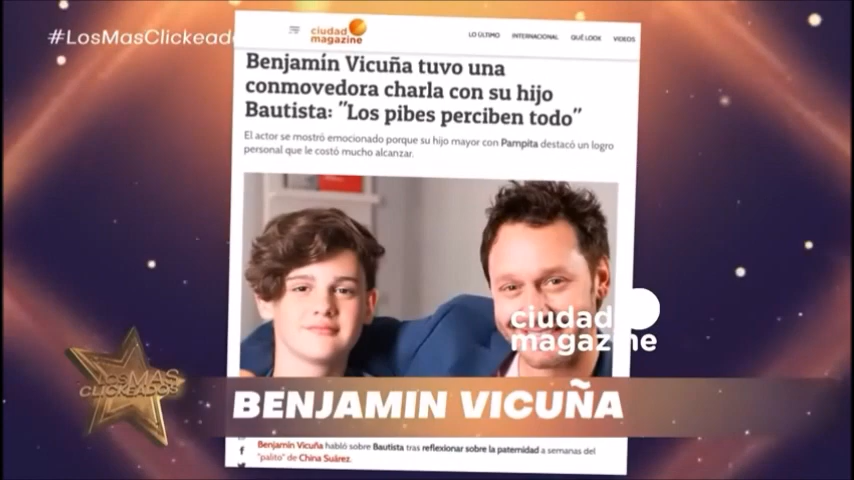 #LosMasClickead
ciudad
magazine
LO ÚLTIMO INTERNACIONAL QUÉ LOOK VIDEOS
Benjamín Vicuña tuvo una
conmovedora charla con su hijo
Bautista: "Los pibes perciben todo"
El actor se mostró emocionado porque su hijo mayor con Pampita destacó un logro
personal que le costó mucho alcanzar.
ciudad
magazine
LOS MAS
CLICKEADOS
BENJAMIN VICUÑA
Benjamín Vicuña habló sobre Bautista tras reflexionar sobre la paternidad a semanas del
"palito" de China Suárez.